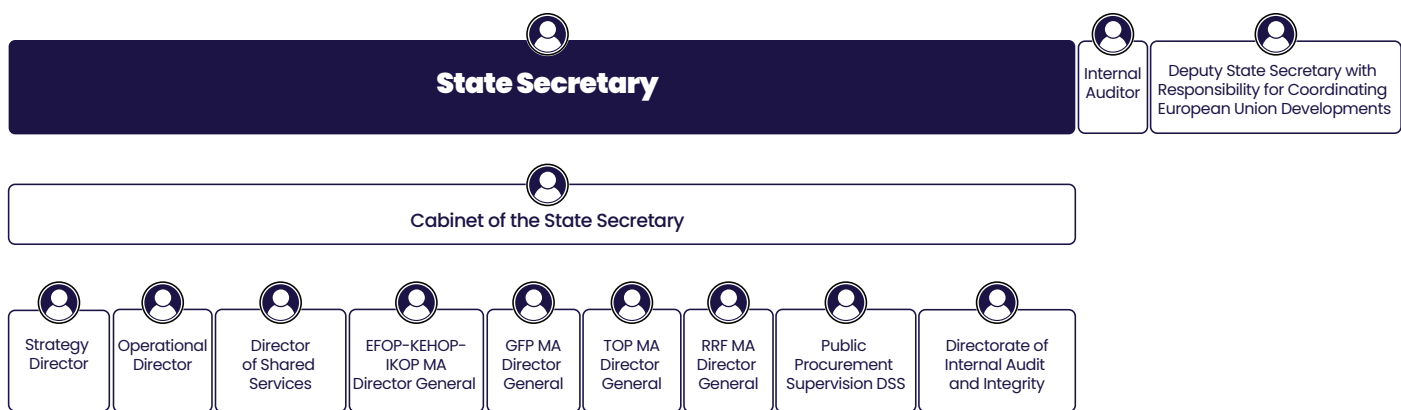 State Secretary
Internal
Auditor
Deputy State Secretary with
Responsibility for Coordinating
European Union Developments
Cabinet of the State Secretary
Strategy
Director
Operational
Director
Director
of Shared
Services
EFOP-KEHOP-
IKOP MA
Director General
GFP MA
Director
General
TOP MA
Director
General
RRF MA
Director
General
Public
Procurement
Supervision DSS
Directorate of
Internal Audit
and Integrity